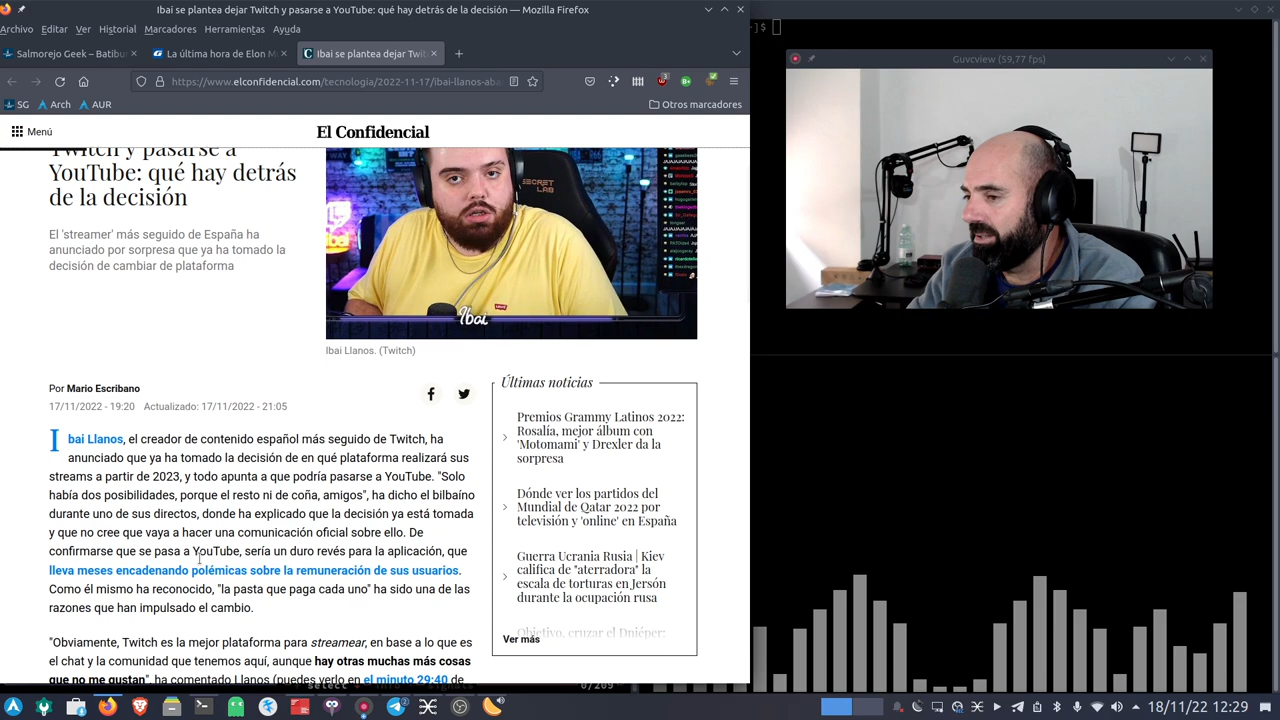 Ibai se plantea dejar Twitch y pasarse a YouTube: qué hay detrás de la decisión — Mozilla Firefox
Archivo Editar Ver Historial Marcadores Herramientas Ayuda
Salmorejo Geek – Batibu
La última hora de Elon M
Ibai se plantea dejar Twit
https://www.elconfidencial.com/tecnologia/2022-11-17/ibai-llanos-aba
SG Arch AUR
Otros marcadores
Menú
El Confidencial
Twitch y pasarse a
YouTube: qué hay detrás
de la decisión
El 'streamer' más seguido de España ha
anunciado por sorpresa que ya ha tomado la
decisión de cambiar de plataforma
SECRET
LAB
Ibai
Ibai Llanos. (Twitch)
Por Mario Escribano
17/11/2022 - 19:20 Actualizado: 17/11/2022 - 21:05
Ibai Llanos, el creador de contenido español más seguido de Twitch, ha
anunciado que ya ha tomado la decisión de en qué plataforma realizará sus
streams a partir de 2023, y todo apunta a que podría pasarse a YouTube. "Solo
había dos posibilidades, porque el resto ni de coña, amigos", ha dicho el bilbaíno
durante uno de sus directos, donde ha explicado que la decisión ya está tomada
y que no cree que vaya a hacer una comunicación oficial sobre ello. De
confirmarse que se pasa a YouTube, sería un duro revés para la aplicación, que
lleva meses encadenando polémicas sobre la remuneración de sus usuarios.
Como él mismo ha reconocido, "la pasta que paga cada uno" ha sido una de las
razones que han impulsado el cambio.
"Obviamente, Twitch es la mejor plataforma para streamear, en base a lo que es
el chat y la comunidad que tenemos aquí, aunque hay otras muchas más cosas
que no me gustan", ha comentado Llanos (puedes verlo en el minuto 29:40 de
Últimas noticias
Premios Grammy Latinos 2022:
Rosalía, mejor álbum con
'Motomami' y Drexler da la
sorpresa
Dónde ver los partidos del
Mundial de Qatar 2022 por
televisión y 'online' en España
Guerra Ucrania Rusia | Kiev
califica de "aterradora" la
escala de torturas en Jersón
durante la ocupación rusa
Objetivo, cruzar el Dniéper:
Ver más
]$
Guvcview (59,77 fps)
18/11/22 12:29